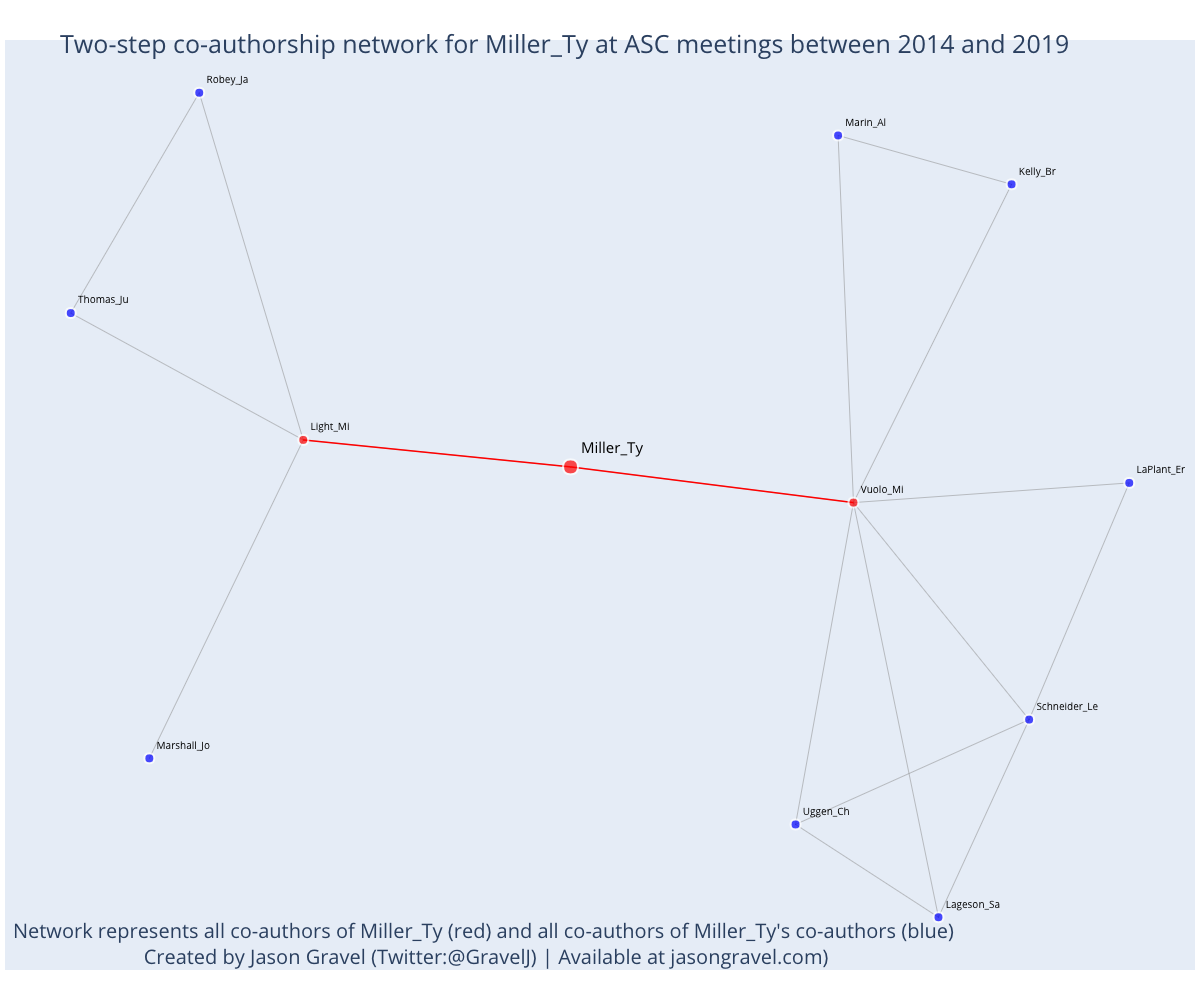 Two-step co-authorship network for Miller_Ty at ASC meetings between 2014 and 2019
Robey_Ja
Marin_Al
Kelly_Br
Thomas_Ju
Light_Mi
Miller_Ty
LaPlant_Er
Vuolo_Mi
Schneider_Le
Marshall_Jo
Uggen_Ch
Lageson_Sa
Network represents all co-authors of Miller_Ty (red) and all co-authors of Miller_Ty's co-authors (blue)
Created by Jason Gravel (Twitter:@GravelJ) | Available at jasongravel.com)